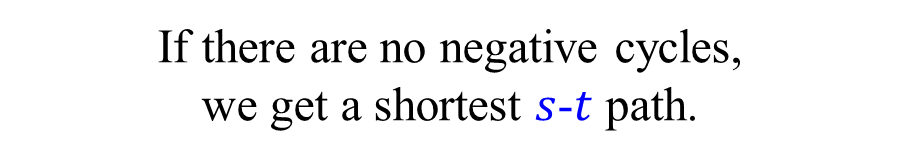 If there are no negative cycles,
we get a shortest s-t path.